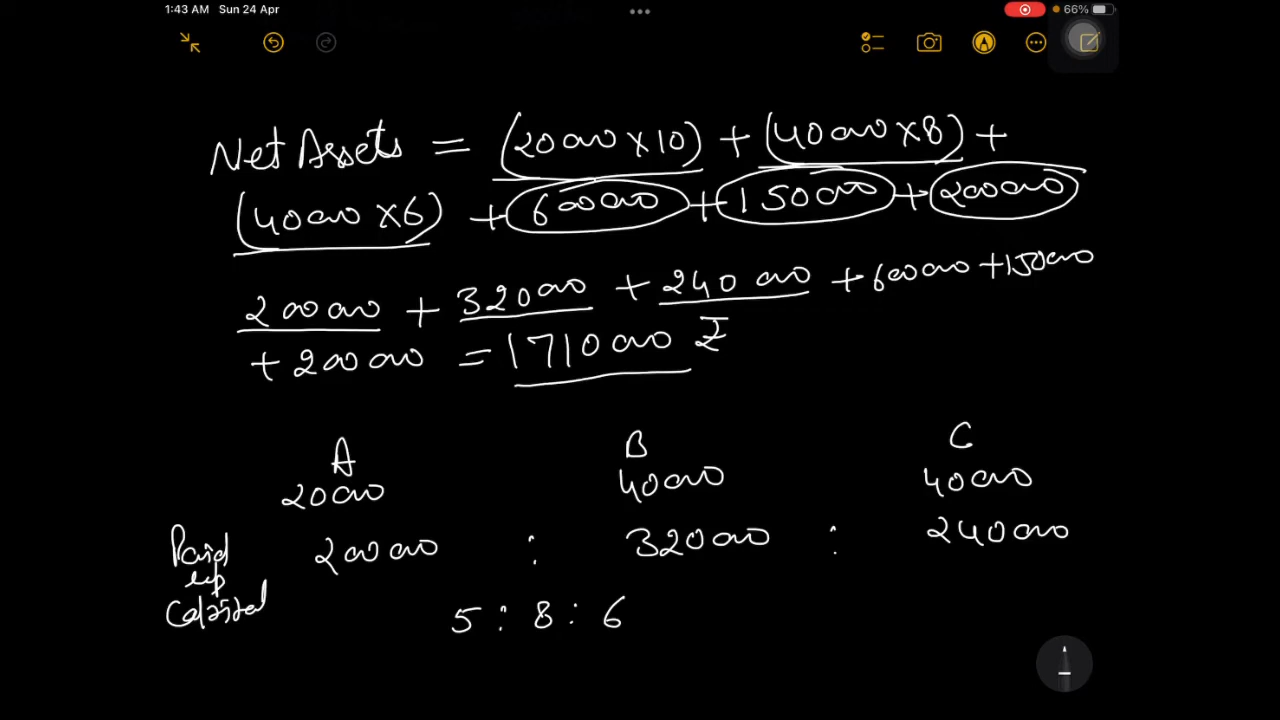 1:43 AM Sun 24 Apr
66%
Net Assets = (20000 x 10) + (40000 x 8) +
(40000 x 6) + 600000 + 150000 + 200000
200000 + 320000 + 240000 + 600000 + 150000
+ 200000 = 1710000 ₹
A B C
20000 40000 40000
Paid up Capital 200000 : 320000 : 240000
5 : 8 : 6